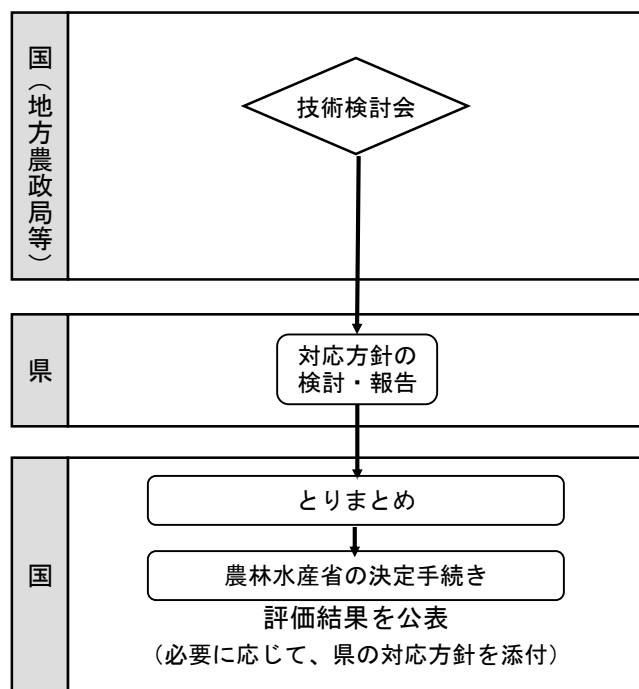 国（地方農政局等）
技術検討会
県
対応方針の
検討・報告
国
とりまとめ
農林水産省の決定手続き
評価結果を公表
（必要に応じて、県の対応方針を添付）